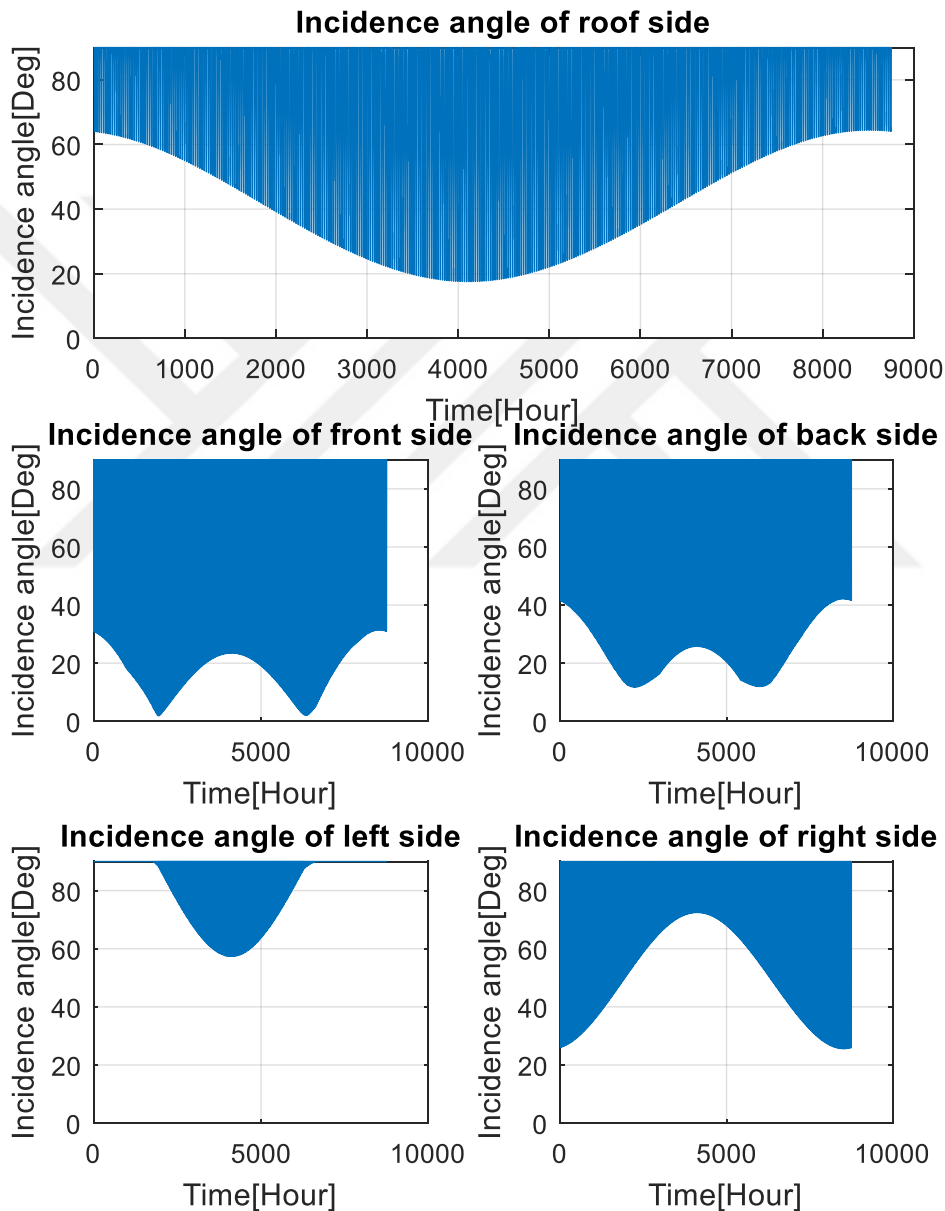 Incidence angle of roof side
Incidence angle[Deg]
80
60
40
20
0
0 1000 2000 3000 4000 5000 6000 7000 8000 9000
Time[Hour]
Incidence angle of front side
Incidence angle[Deg]
80
60
40
20
0
0 5000 10000
Time[Hour]
Incidence angle of back side
Incidence angle[Deg]
80
60
40
20
0
0 5000 10000
Time[Hour]
Incidence angle of left side
Incidence angle[Deg]
80
60
40
20
0
0 5000 10000
Time[Hour]
Incidence angle of right side
Incidence angle[Deg]
80
60
40
20
0
0 5000 10000
Time[Hour]